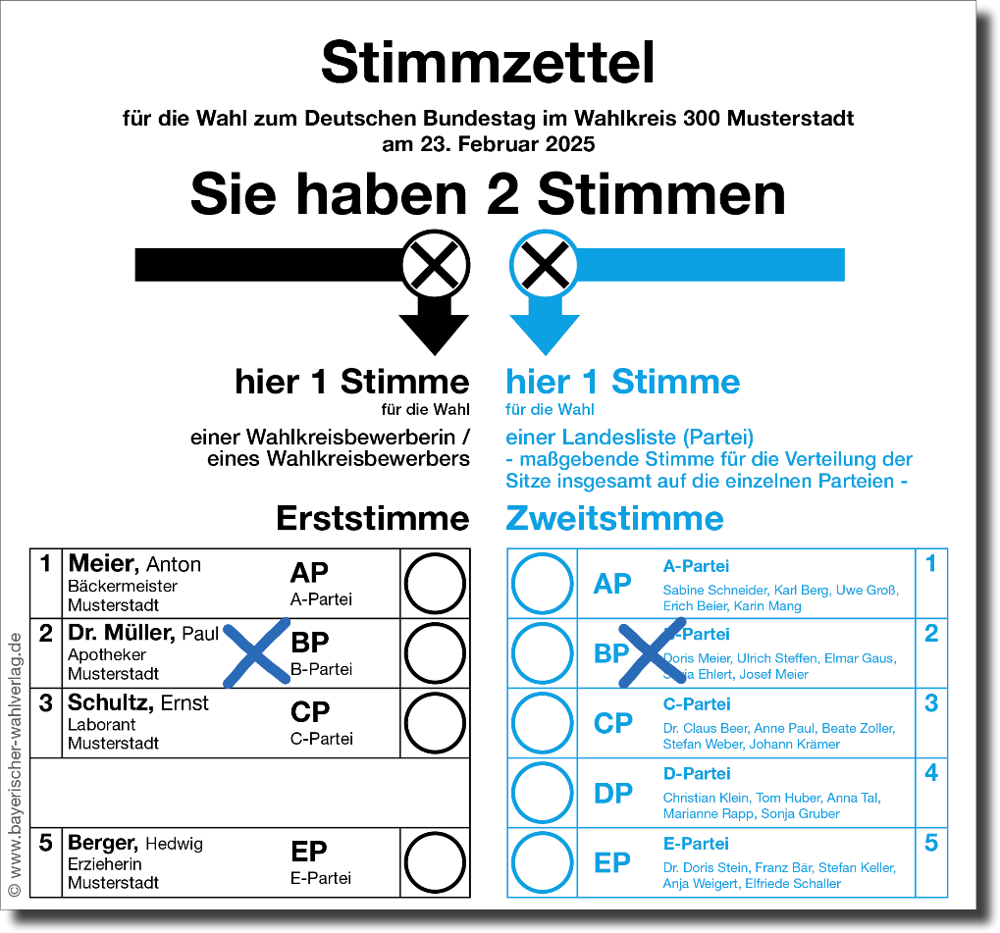 Stimmzettel
für die Wahl zum Deutschen Bundestag im Wahlkreis 300 Musterstadt
am 23. Februar 2025
Sie haben 2 Stimmen
hier 1 Stimme
für die Wahl
einer Wahlkreisbewerberin /
eines Wahlkreisbewerbers
Erststimme
hier 1 Stimme
für die Wahl
einer Landesliste (Partei)
- maßgebende Stimme für die Verteilung der
Sitze insgesamt auf die einzelnen Parteien -
Zweitstimme
1 Meier, Anton
Bäckermeister
Musterstadt
AP
A-Partei
2 Dr. Müller, Paul
Apotheker
Musterstadt
BP
B-Partei
3 Schultz, Ernst
Laborant
Musterstadt
CP
C-Partei
5 Berger, Hedwig
Erzieherin
Musterstadt
EP
E-Partei
AP
A-Partei 1
Sabine Schneider, Karl Berg, Uwe Groß,
Erich Beier, Karin Mang
BP
-Partei 2
Doris Meier, Ulrich Steffen, Elmar Gaus,
Ehlert, Josef Meier
CP
C-Partei 3
Dr. Claus Beer, Anne Paul, Beate Zoller,
Stefan Weber, Johann Krämer
DP
D-Partei 4
Christian Klein, Tom Huber, Anna Tal,
Marianne Rapp, Sonja Gruber
EP
E-Partei 5
Dr. Doris Stein, Franz Bär, Stefan Keller,
Anja Weigert, Elfriede Schaller
© www.bayerischer-wahlverlag.de